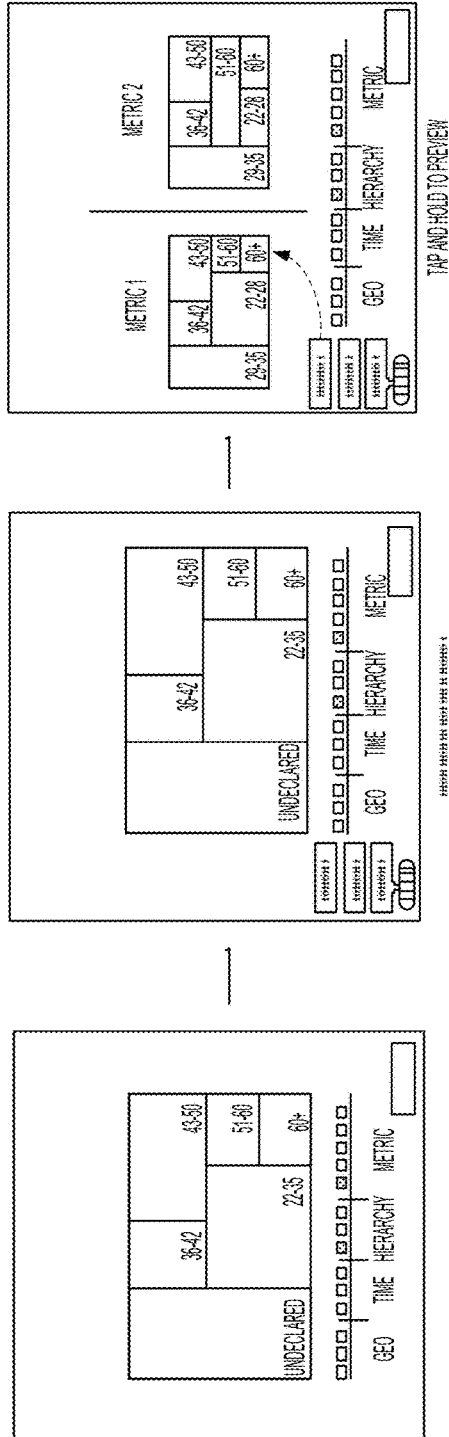 36-42 43-50
51-60
UNDECLARED 22-35 60+
GEO TIME HIERARCHY METRIC
36-42 43-50
51-60
UNDECLARED 22-35 60+
GEO TIME HIERARCHY METRIC
METRIC 1
36-42 43-50
51-60
29-35 22-28 60+
METRIC 2
36-42 43-50
51-60
29-35 22-28 60+
GEO TIME HIERARCHY METRIC
TAP AND HOLD TO PREVIEW